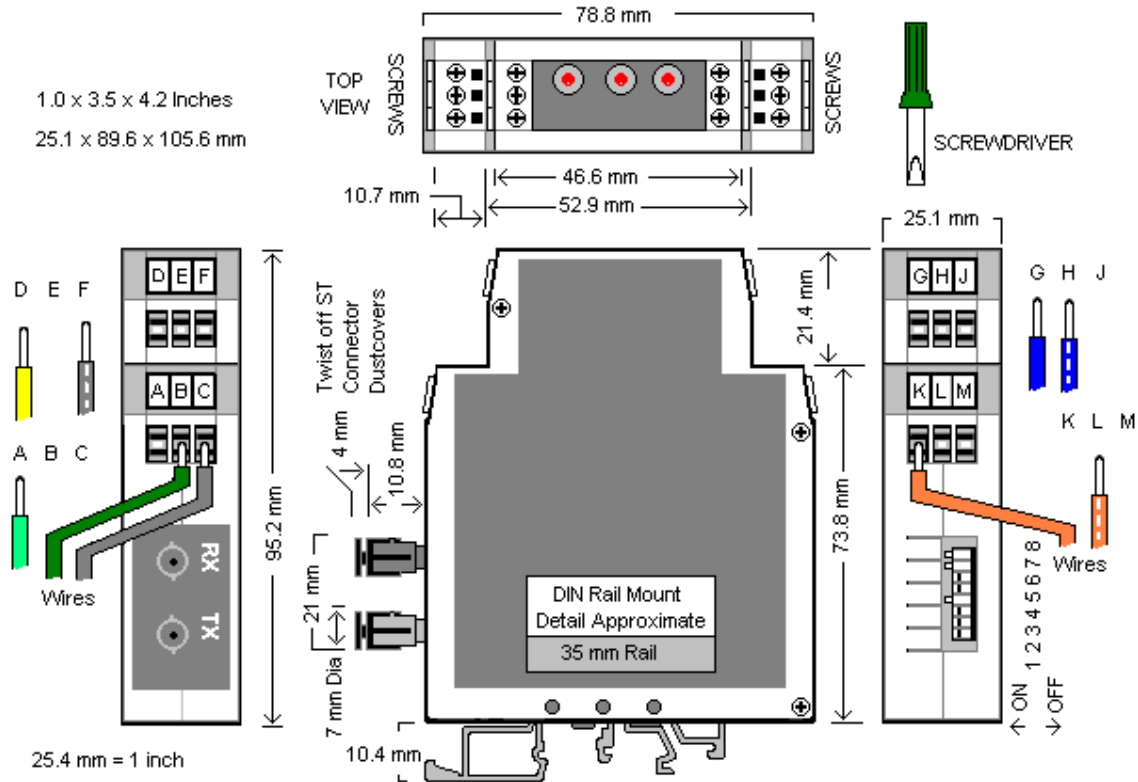 78.8 mm
TOP
VIEW
SCREWS
SCREWS
1.0 x 3.5 x 4.2 Inches
25.1 x 89.6 x 105.6 mm
SCREWDRIVER
46.6 mm
52.9 mm
10.7 mm
25.1 mm
D E F
D E F
A B C
A B C
Wires
RX
TX
95.2 mm
Twist off ST
Connector
Dustcovers
4 mm
10.8 mm
21 mm
7 mm Dia
10.4 mm
DIN Rail Mount
Detail Approximate
35 mm Rail
21.4 mm
73.8 mm
G H J
K L M
G H J
K L M
Wires
1 2 3 4 5 6 7 8
ON
OFF
25.4 mm = 1 inch